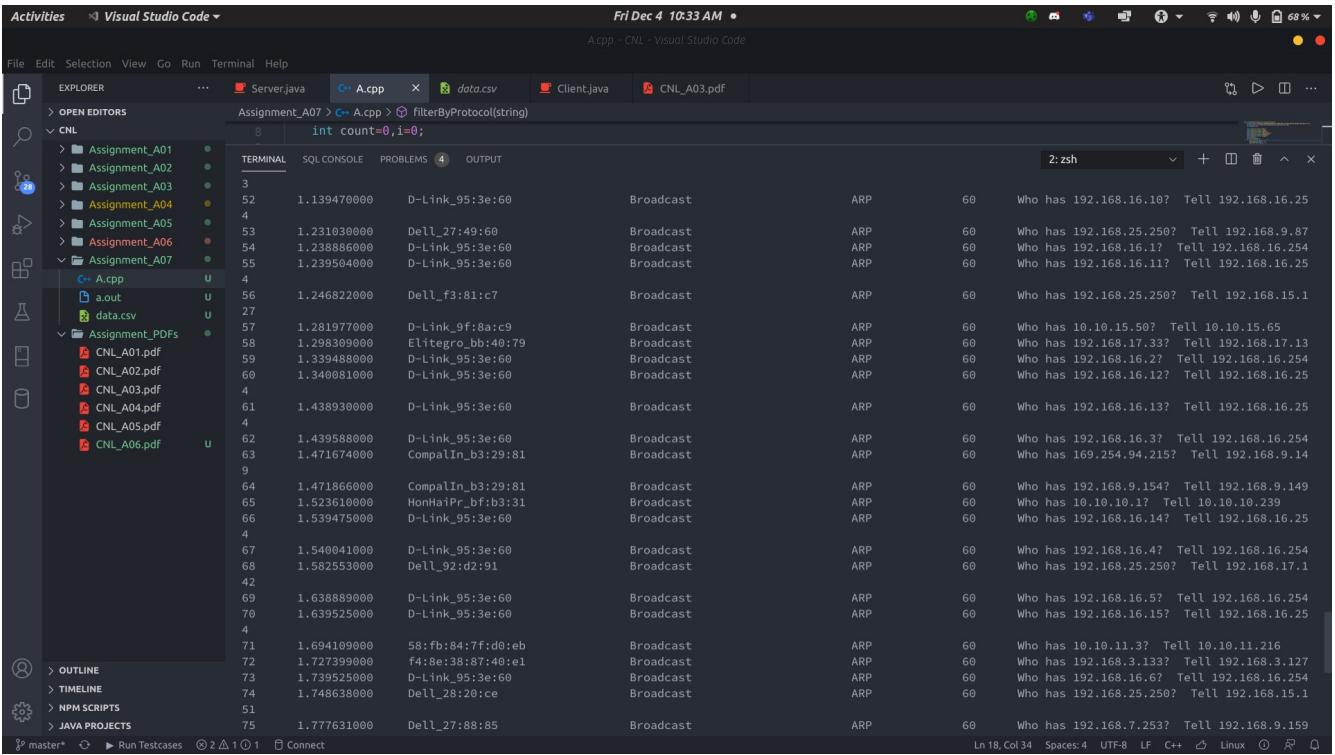 Activities Visual Studio Code Fri Dec 4 10:33 AM 68 %
A.cpp - CNL - Visual Studio Code
File Edit Selection View Go Run Terminal Help
EXPLORER ... Server.java A.cpp data.csv Client.java CNL_A03.pdf ...
OPEN EDITORS
Assignment_A07 > A.cpp > filterByProtocol(string)
CNL
8 int count=0,i=0;
Assignment_A01
Assignment_A02
Assignment_A03
Assignment_A04
Assignment_A05
Assignment_A06
Assignment_A07
A.cpp U
a.out U
data.csv U
Assignment_PDFs
CNL_A01.pdf
CNL_A02.pdf
CNL_A03.pdf
CNL_A04.pdf
CNL_A05.pdf
CNL_A06.pdf U
28
OUTLINE
TIMELINE
NPM SCRIPTS
JAVA PROJECTS
TERMINAL SQL CONSOLE PROBLEMS 4 OUTPUT 2: zsh
3
52 1.139470000 D-Link_95:3e:60 Broadcast ARP 60 Who has 192.168.16.10? Tell 192.168.16.25
4
53 1.231030000 Dell_27:49:60 Broadcast ARP 60 Who has 192.168.25.250? Tell 192.168.9.87
54 1.238886000 D-Link_95:3e:60 Broadcast ARP 60 Who has 192.168.16.1? Tell 192.168.16.254
55 1.239504000 D-Link_95:3e:60 Broadcast ARP 60 Who has 192.168.16.11? Tell 192.168.16.25
4
56 1.246822000 Dell_f3:81:c7 Broadcast ARP 60 Who has 192.168.25.250? Tell 192.168.15.1
27
57 1.281977000 D-Link_9f:8a:c9 Broadcast ARP 60 Who has 10.10.15.50? Tell 10.10.15.65
58 1.298309000 Elitegro_bb:40:79 Broadcast ARP 60 Who has 192.168.17.33? Tell 192.168.17.13
59 1.339488000 D-Link_95:3e:60 Broadcast ARP 60 Who has 192.168.16.2? Tell 192.168.16.254
60 1.340081000 D-Link_95:3e:60 Broadcast ARP 60 Who has 192.168.16.12? Tell 192.168.16.25
4
61 1.438930000 D-Link_95:3e:60 Broadcast ARP 60 Who has 192.168.16.13? Tell 192.168.16.25
4
62 1.439588000 D-Link_95:3e:60 Broadcast ARP 60 Who has 192.168.16.3? Tell 192.168.16.254
63 1.471674000 CompalIn_b3:29:81 Broadcast ARP 60 Who has 169.254.94.215? Tell 192.168.9.14
9
64 1.471866000 CompalIn_b3:29:81 Broadcast ARP 60 Who has 192.168.9.154? Tell 192.168.9.149
65 1.523610000 HonHaiPr_bf:b3:31 Broadcast ARP 60 Who has 10.10.10.1? Tell 10.10.10.239
66 1.539475000 D-Link_95:3e:60 Broadcast ARP 60 Who has 192.168.16.14? Tell 192.168.16.25
4
67 1.540041000 D-Link_95:3e:60 Broadcast ARP 60 Who has 192.168.16.4? Tell 192.168.16.254
68 1.582553000 Dell_92:d2:91 Broadcast ARP 60 Who has 192.168.25.250? Tell 192.168.17.1
42
69 1.638889000 D-Link_95:3e:60 Broadcast ARP 60 Who has 192.168.16.5? Tell 192.168.16.254
70 1.639525000 D-Link_95:3e:60 Broadcast ARP 60 Who has 192.168.16.15? Tell 192.168.16.25
4
71 1.694109000 58:fb:84:7f:d0:eb Broadcast ARP 60 Who has 10.10.11.3? Tell 10.10.11.216
72 1.727399000 f4:8e:38:87:40:e1 Broadcast ARP 60 Who has 192.168.3.133? Tell 192.168.3.127
73 1.739525000 D-Link_95:3e:60 Broadcast ARP 60 Who has 192.168.16.6? Tell 192.168.16.254
74 1.748638000 Dell_28:20:ce Broadcast ARP 60 Who has 192.168.25.250? Tell 192.168.15.1
51
75 1.777631000 Dell_27:88:85 Broadcast ARP 60 Who has 192.168.7.253? Tell 192.168.9.159
master* Run Testcases 2 1 1 Connect Ln 18, Col 34 Spaces: 4 UTF-8 LF C++ Linux